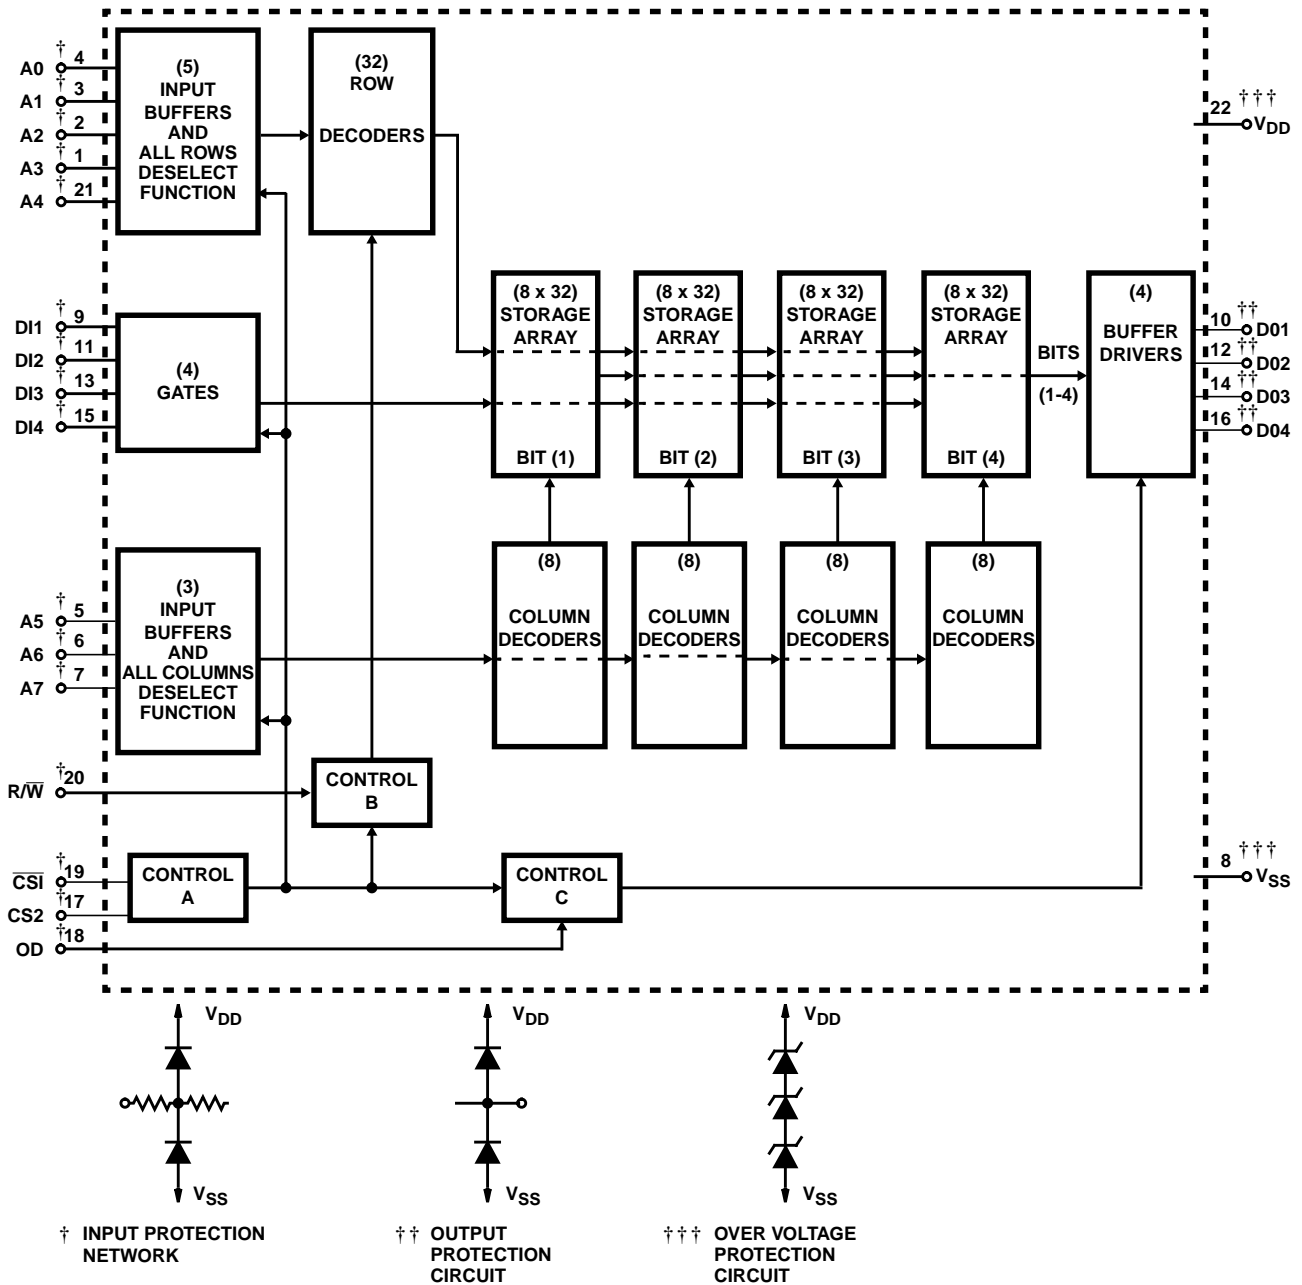 A0 † 4
A1 † 3
A2 † 2
A3 † 1
A4 † 21
(5)
INPUT
BUFFERS
AND
ALL ROWS
DESELECT
FUNCTION
(32)
ROW
DECODERS
22 †††
VDD
DI1 † 9
DI2 † 11
DI3 † 13
DI4 † 15
(4)
GATES
(8 x 32)
STORAGE
ARRAY
BIT (1)
(8 x 32)
STORAGE
ARRAY
BIT (2)
(8 x 32)
STORAGE
ARRAY
BIT (3)
(8 x 32)
STORAGE
ARRAY
BIT (4)
BITS
(1-4)
(4)
BUFFER
DRIVERS
10 †† D01
12 †† D02
14 †† D03
16 †† D04
A5 † 5
A6 † 6
A7 † 7
(3)
INPUT
BUFFERS
AND
ALL COLUMNS
DESELECT
FUNCTION
(8)
COLUMN
DECODERS
(8)
COLUMN
DECODERS
(8)
COLUMN
DECODERS
(8)
COLUMN
DECODERS
R/W̅ † 20
CONTROL
B
C̅S̅I̅ † 19
CS2 † 17
OD † 18
CONTROL
A
CONTROL
C
8 †††
VSS
VDD
VSS
† INPUT PROTECTION
NETWORK
VDD
VSS
†† OUTPUT
PROTECTION
CIRCUIT
VDD
VSS
††† OVER VOLTAGE
PROTECTION
CIRCUIT